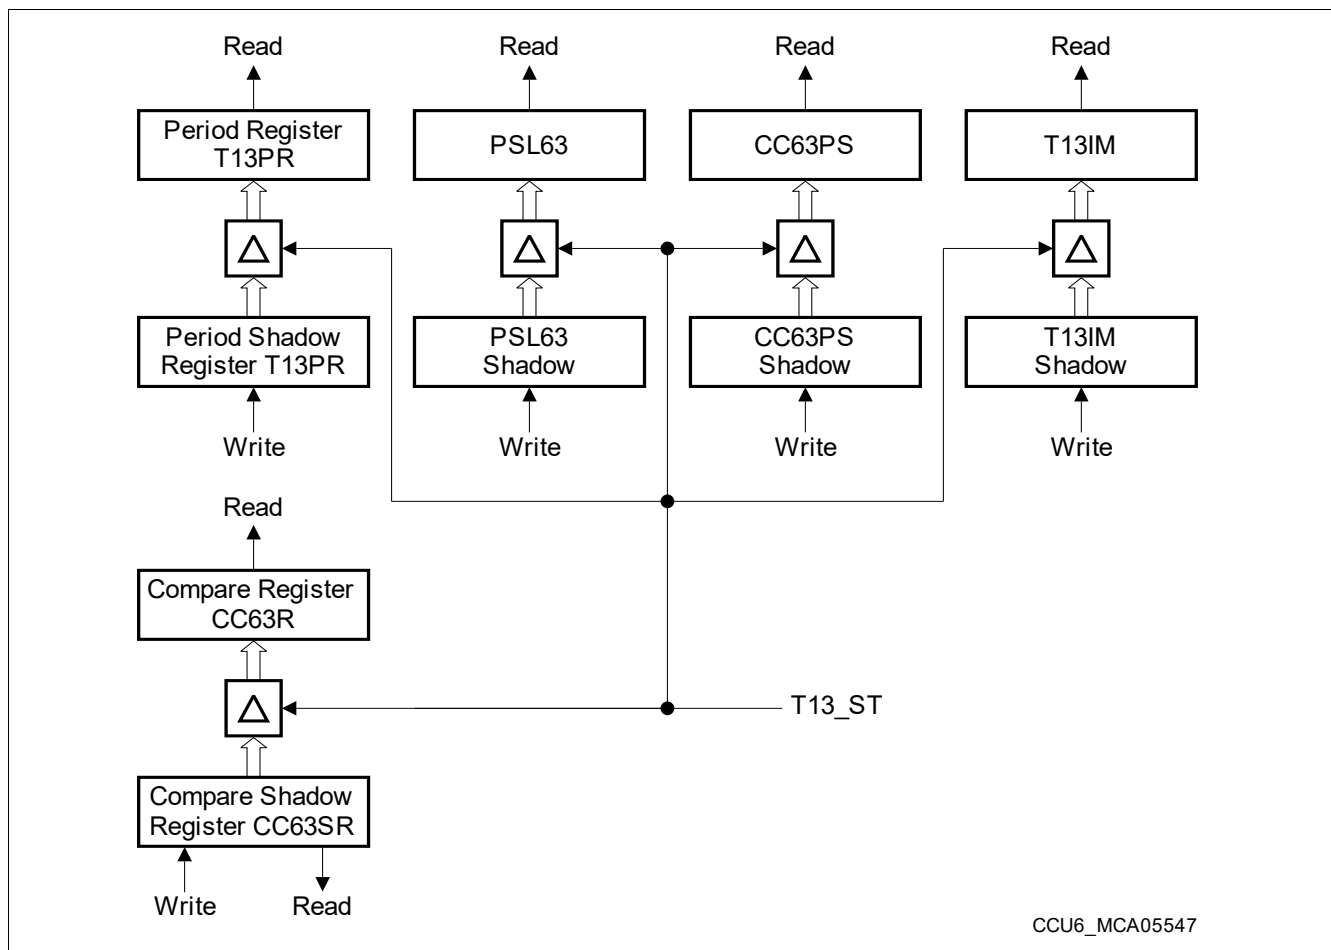 Read
Read
Read
Read
Period Register
T13PR
PSL63
CC63PS
T13IM
Period Shadow
Register T13PR
PSL63
Shadow
CC63PS
Shadow
T13IM
Shadow
Write
Write
Write
Write
Read
Compare Register
CC63R
T13_ST
Compare Shadow
Register CC63SR
Write
Read
CCU6_MCA05547